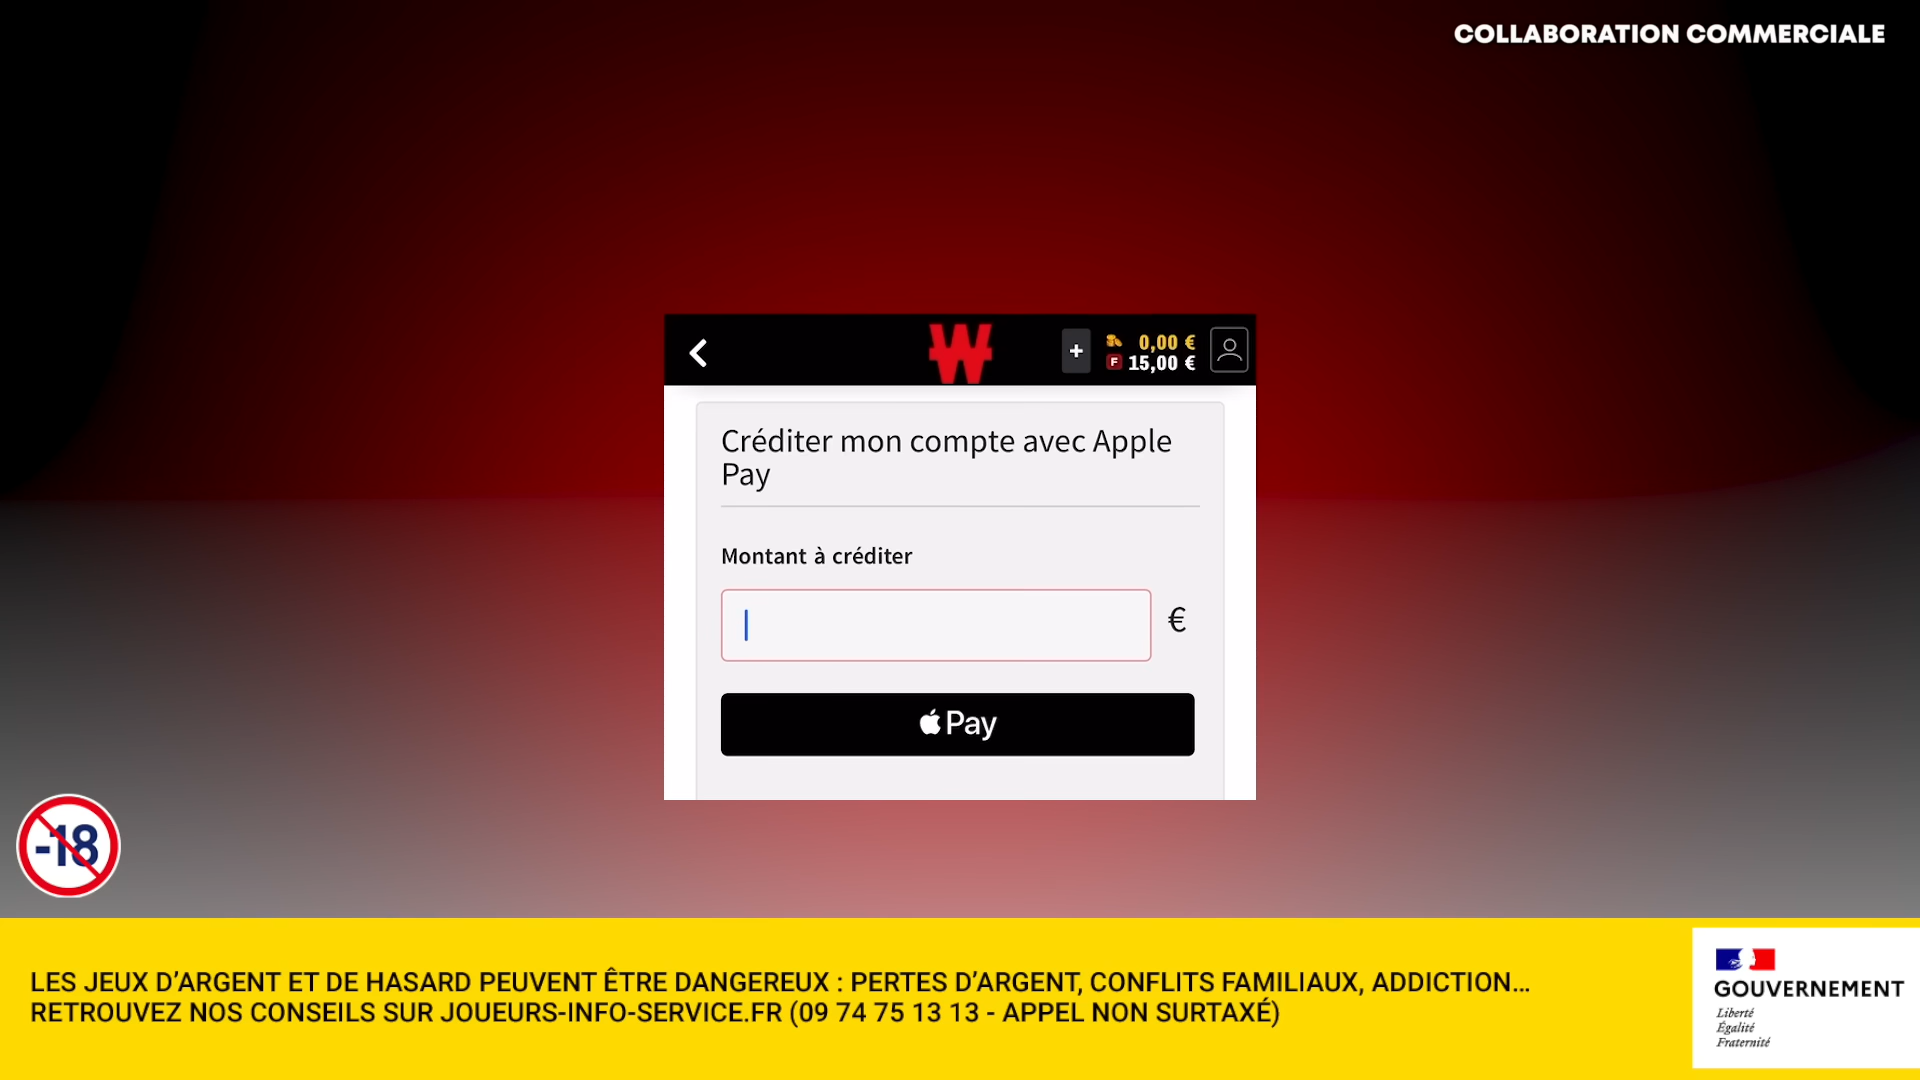 COLLABORATION COMMERCIALE
W
+
0,00 €
F 15,00 €
Créditer mon compte avec Apple
Pay
Montant à créditer
€
Pay
-18
LES JEUX D’ARGENT ET DE HASARD PEUVENT ÊTRE DANGEREUX : PERTES D’ARGENT, CONFLITS FAMILIAUX, ADDICTION...
RETROUVEZ NOS CONSEILS SUR JOUEURS-INFO-SERVICE.FR (09 74 75 13 13 - APPEL NON SURTAXÉ)
GOUVERNEMENT
Liberté
Égalité
Fraternité